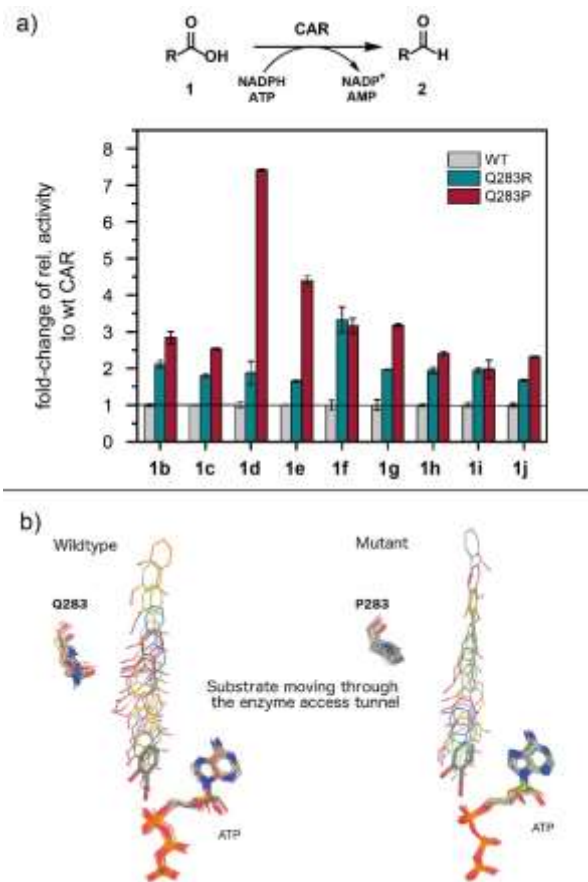 a)
O
R
OH
1
CAR
NADPH
ATP
NADP+
AMP
O
R
H
2
fold-change of rel. activity
to wt CAR
8
7
6
5
4
3
2
1
0
WT
Q283R
Q283P
1b 1c 1d 1e 1f 1g 1h 1i 1j
b)
Wildtype
Mutant
Q283
P283
Substrate moving through
the enzyme access tunnel
ATP
ATP